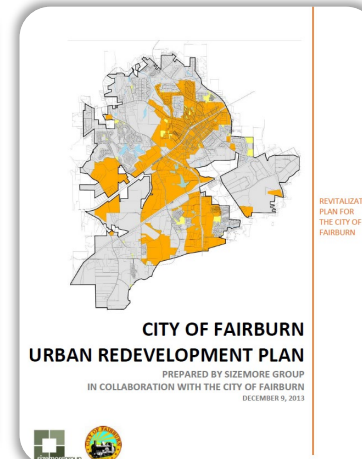 REVITALIZAT
PLAN FOR
THE CITY OF
FAIRBURN
CITY OF FAIRBURN
URBAN REDEVELOPMENT PLAN
PREPARED BY SIZEMORE GROUP
IN COLLABORATION WITH THE CITY OF FAIRBURN
DECEMBER 9, 2013